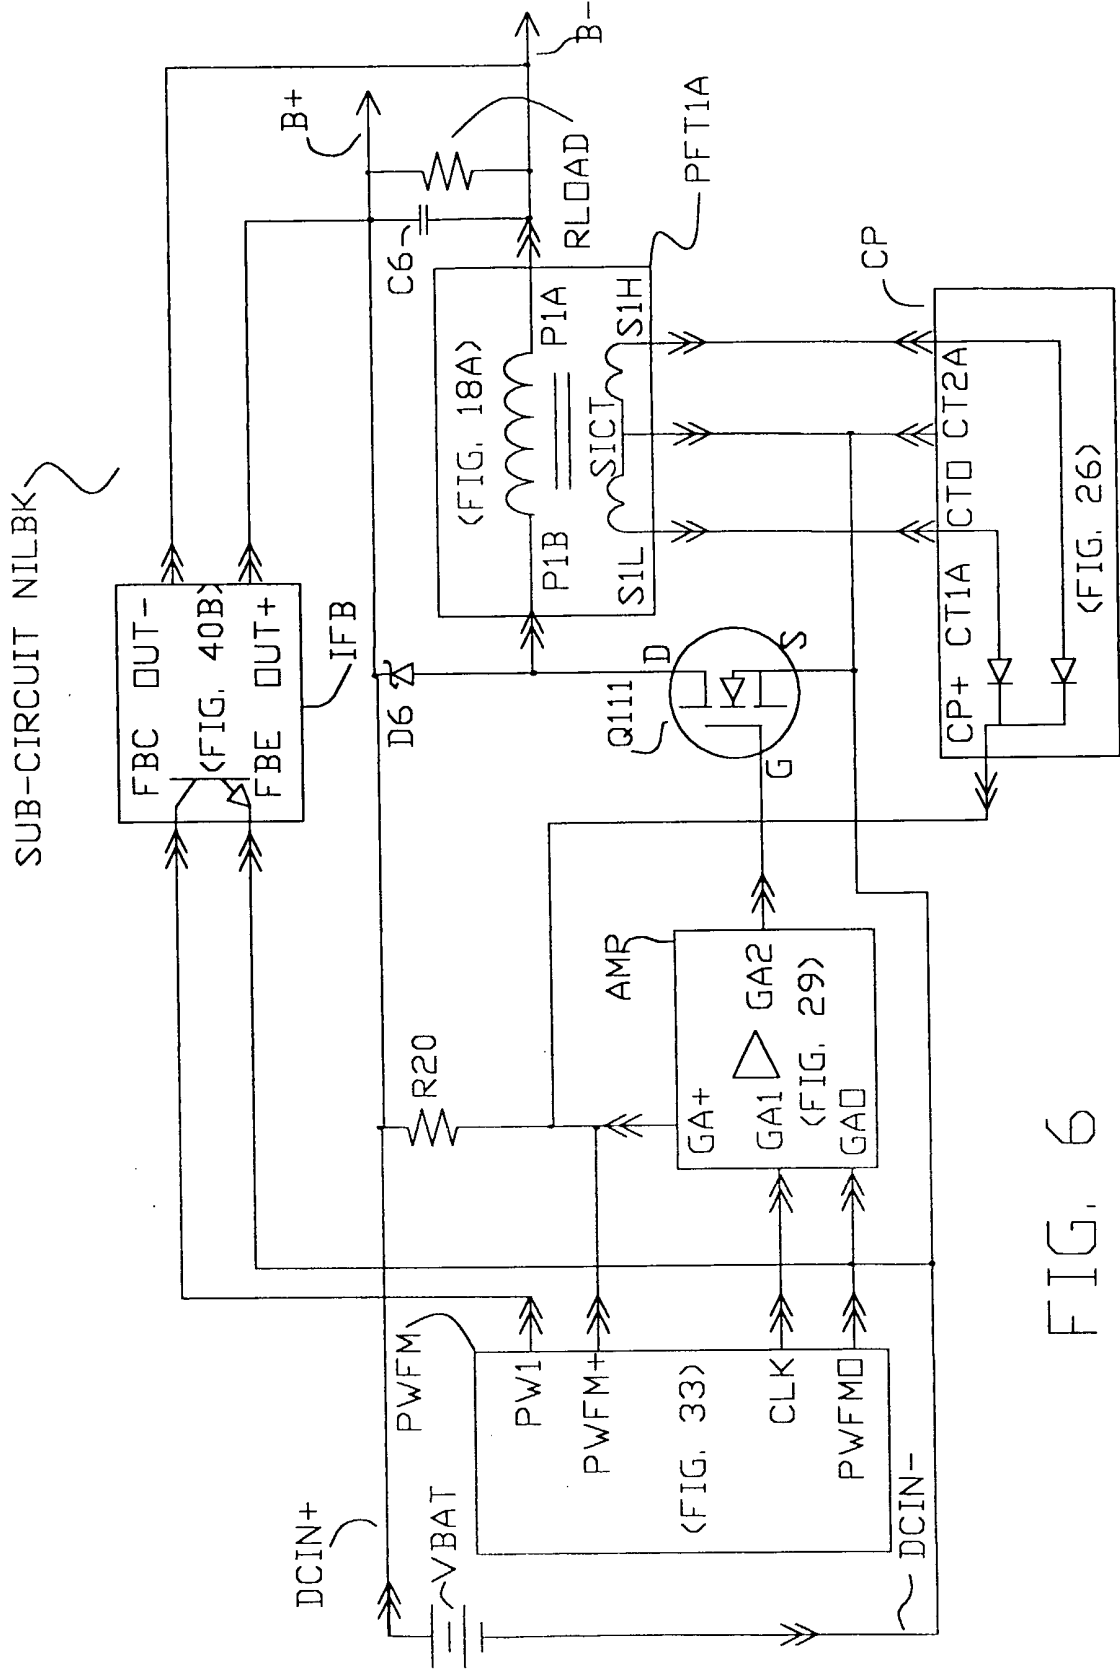 SUB-CIRCUIT NILBK
FBC OUT-
(FIG. 40B)
FBE OUT+
IFB
B+
B-
DCIN+
VBAT
PWFM
PW1
PWFM+
(FIG. 33)
CLK
PWFM0
DCIN-
R20
AMP
GA+
GA1 GA2
(FIG. 29)
GA0
D6
Q111
D
G
S
C6
RLOAD
(FIG. 18A)
P1B P1A
SICT
S1L S1H
PFT1A
CP
CP+ CT1A CT0 CT2A
(FIG. 26)
FIG. 6